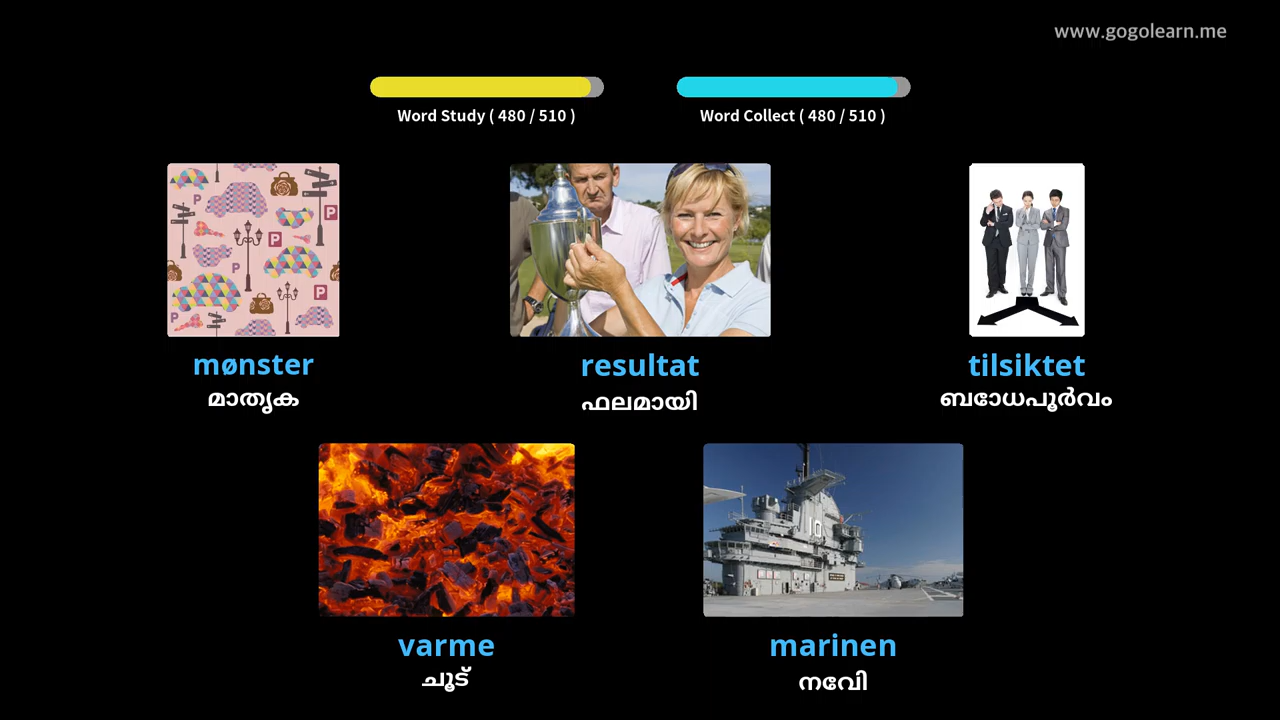 www.gogolearn.me
Word Study ( 480 / 510 )
Word Collect ( 480 / 510 )
P
P
P
P
P
P
mønster
മാതൃക
resultat
ഫലമായി
tilsiktet
ബോധപൂർവം
10
varme
ചൂട്
marinen
നവേി